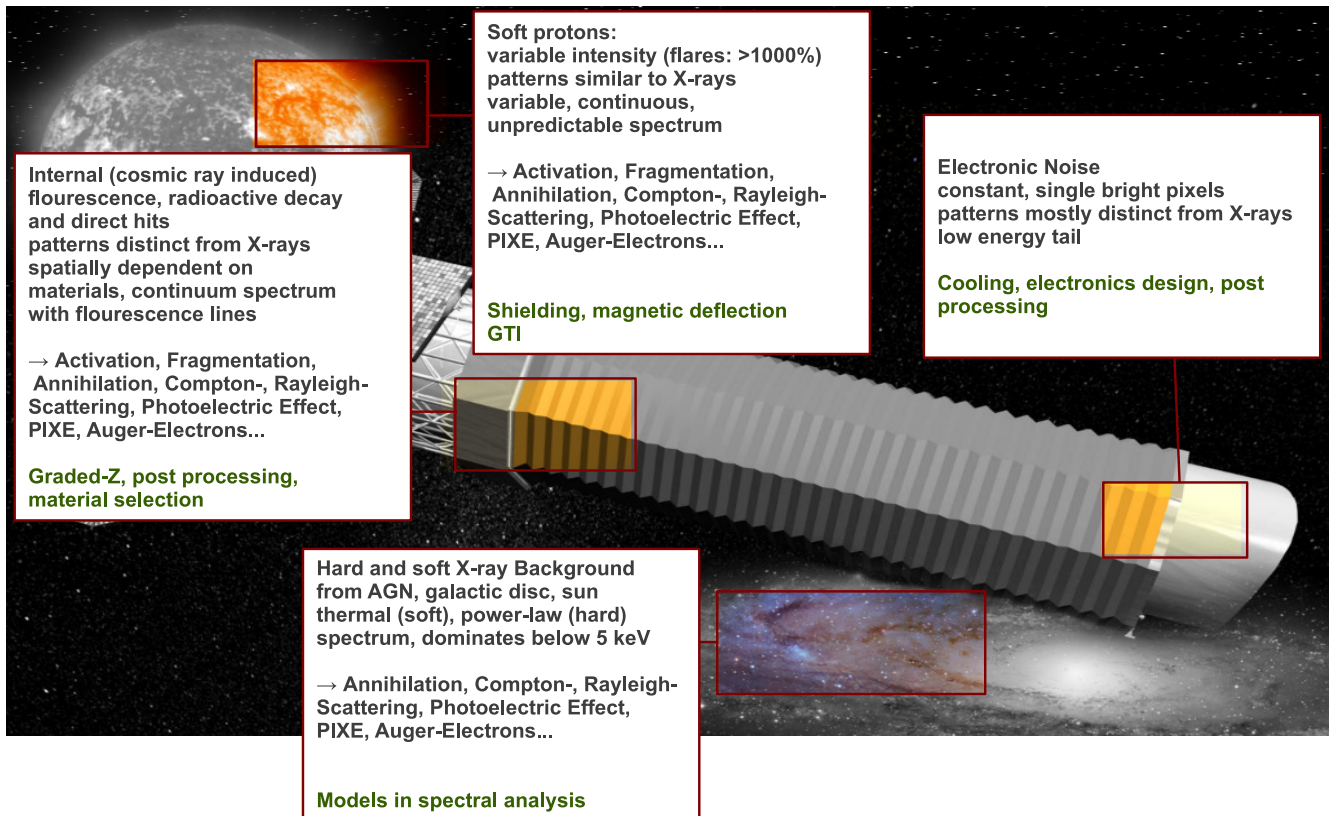 Soft protons:
variable intensity (flares: >1000%)
patterns similar to X-rays
variable, continuous,
unpredictable spectrum
→ Activation, Fragmentation,
Annihilation, Compton-, Rayleigh-
Scattering, Photoelectric Effect,
PIXE, Auger-Electrons...
Shielding, magnetic deflection
GTI
Internal (cosmic ray induced)
flourescence, radioactive decay
and direct hits
patterns distinct from X-rays
spatially dependent on
materials, continuum spectrum
with flourescence lines
→ Activation, Fragmentation,
Annihilation, Compton-, Rayleigh-
Scattering, Photoelectric Effect,
PIXE, Auger-Electrons...
Graded-Z, post processing,
material selection
Electronic Noise
constant, single bright pixels
patterns mostly distinct from X-rays
low energy tail
Cooling, electronics design, post
processing
Hard and soft X-ray Background
from AGN, galactic disc, sun
thermal (soft), power-law (hard)
spectrum, dominates below 5 keV
→ Annihilation, Compton-, Rayleigh-
Scattering, Photoelectric Effect,
PIXE, Auger-Electrons...
Models in spectral analysis